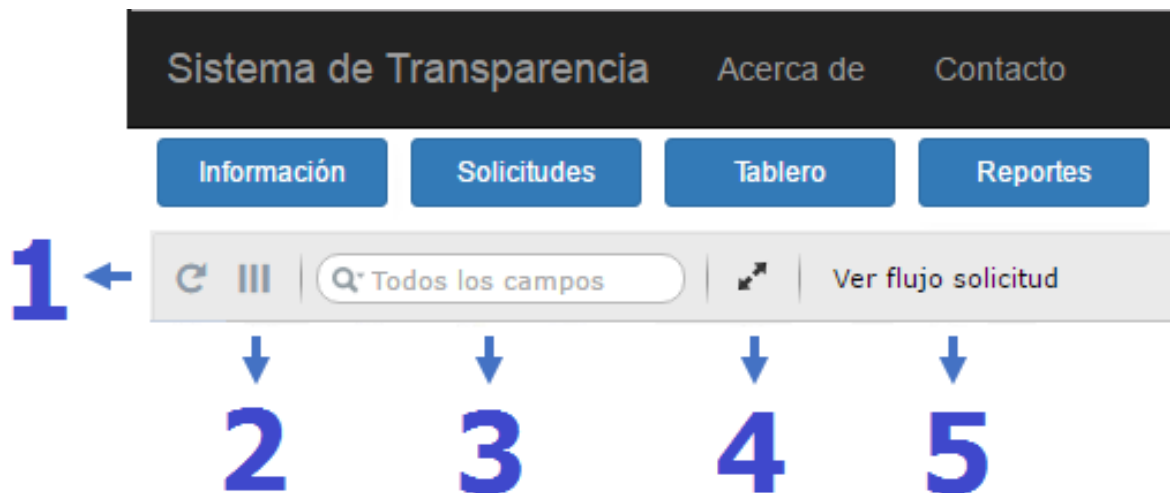 Sistema de Transparencia Acerca de Contacto
Información Solicitudes Tablero Reportes
1 Todos los campos Ver flujo solicitud
2 3 4 5